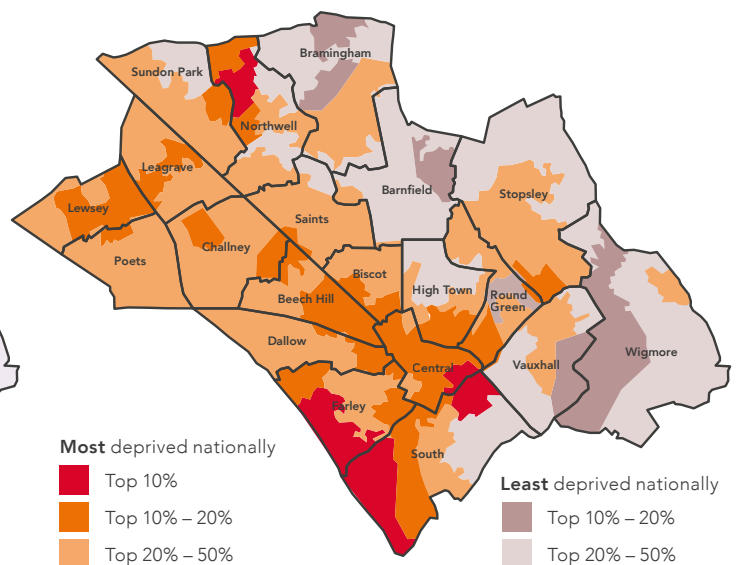 Bramingham
Sundon Park
Northwell
Leagrave
Barnfield
Stopsley
Lewsey
Saints
Challney
Poets
Biscot
High Town
Round
Green
Beech Hill
Dallow
Central
Vauxhall
Wigmore
Farley
South
Most deprived nationally
Top 10%
Top 10% – 20%
Top 20% – 50%
Least deprived nationally
Top 10% – 20%
Top 20% – 50%